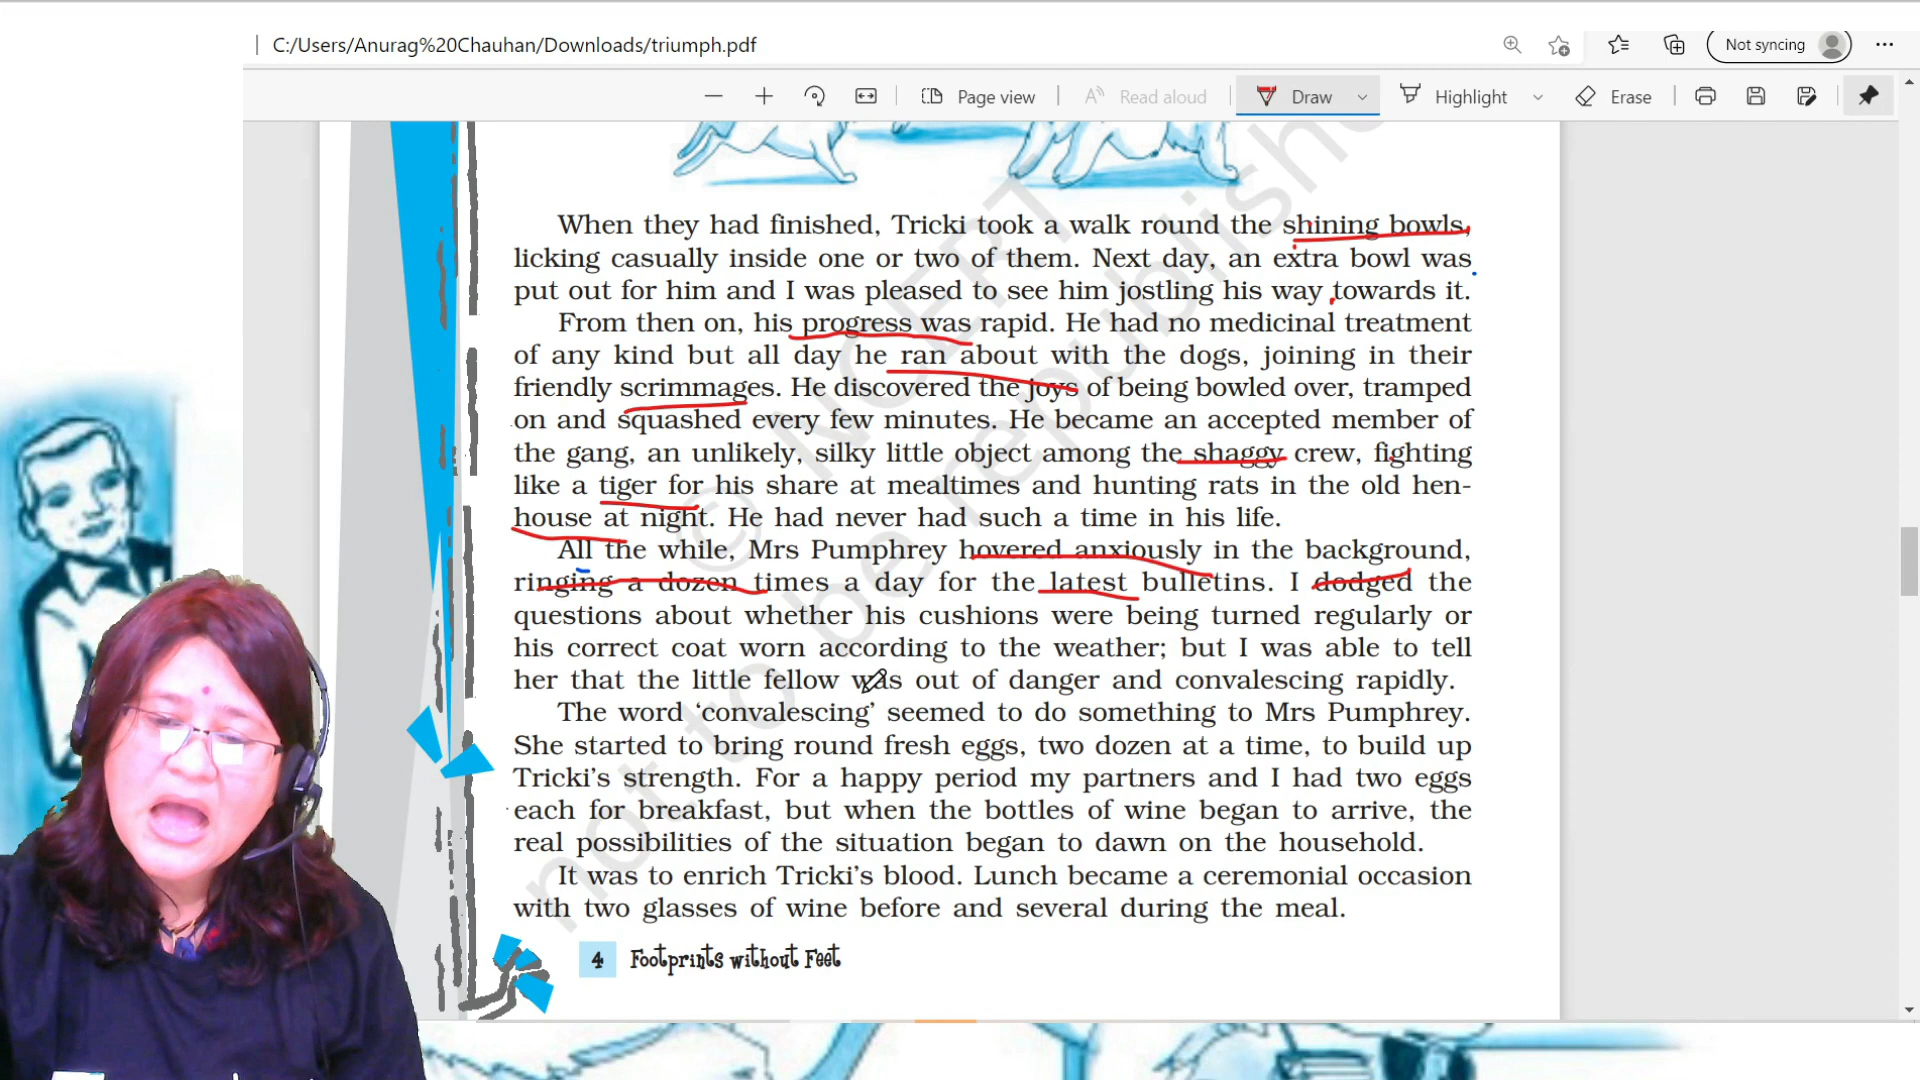 C:/Users/Anurag%20Chauhan/Downloads/triumph.pdf
Not syncing
Page view
Read aloud
Draw
Highlight
Erase
When they had finished, Tricki took a walk round the shining bowls,
licking casually inside one or two of them. Next day, an extra bowl was
put out for him and I was pleased to see him jostling his way towards it.
From then on, his progress was rapid. He had no medicinal treatment
of any kind but all day he ran about with the dogs, joining in their
friendly scrimmages. He discovered the joys of being bowled over, tramped
on and squashed every few minutes. He became an accepted member of
the gang, an unlikely, silky little object among the shaggy crew, fighting
like a tiger for his share at mealtimes and hunting rats in the old hen-
house at night. He had never had such a time in his life.
All the while, Mrs Pumphrey hovered anxiously in the background,
ringing a dozen times a day for the latest bulletins. I dodged the
questions about whether his cushions were being turned regularly or
his correct coat worn according to the weather; but I was able to tell
her that the little fellow was out of danger and convalescing rapidly.
The word ‘convalescing’ seemed to do something to Mrs Pumphrey.
She started to bring round fresh eggs, two dozen at a time, to build up
Tricki’s strength. For a happy period my partners and I had two eggs
each for breakfast, but when the bottles of wine began to arrive, the
real possibilities of the situation began to dawn on the household.
It was to enrich Tricki’s blood. Lunch became a ceremonial occasion
with two glasses of wine before and several during the meal.
4 Footprints without Feet
© NCERT
not to be republished